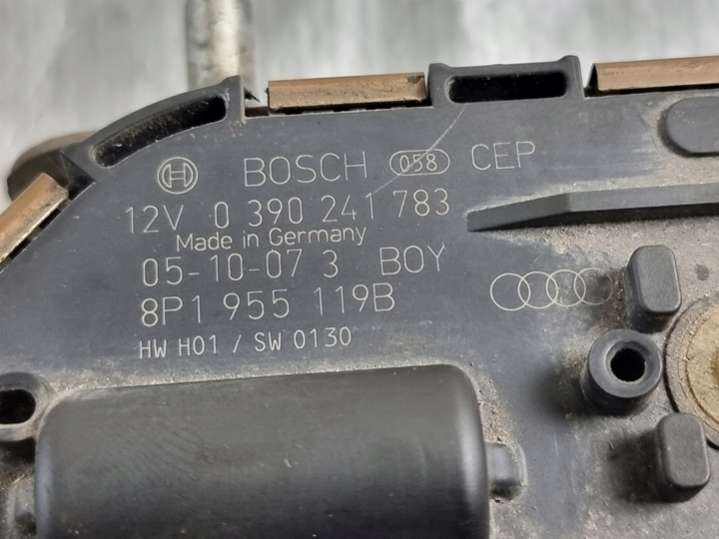 BOSCH 058 CEP
12V 0 390 241 783
Made in Germany
05-10-07 3 BOY
8P1 955 119B
HW H01 / SW 0130